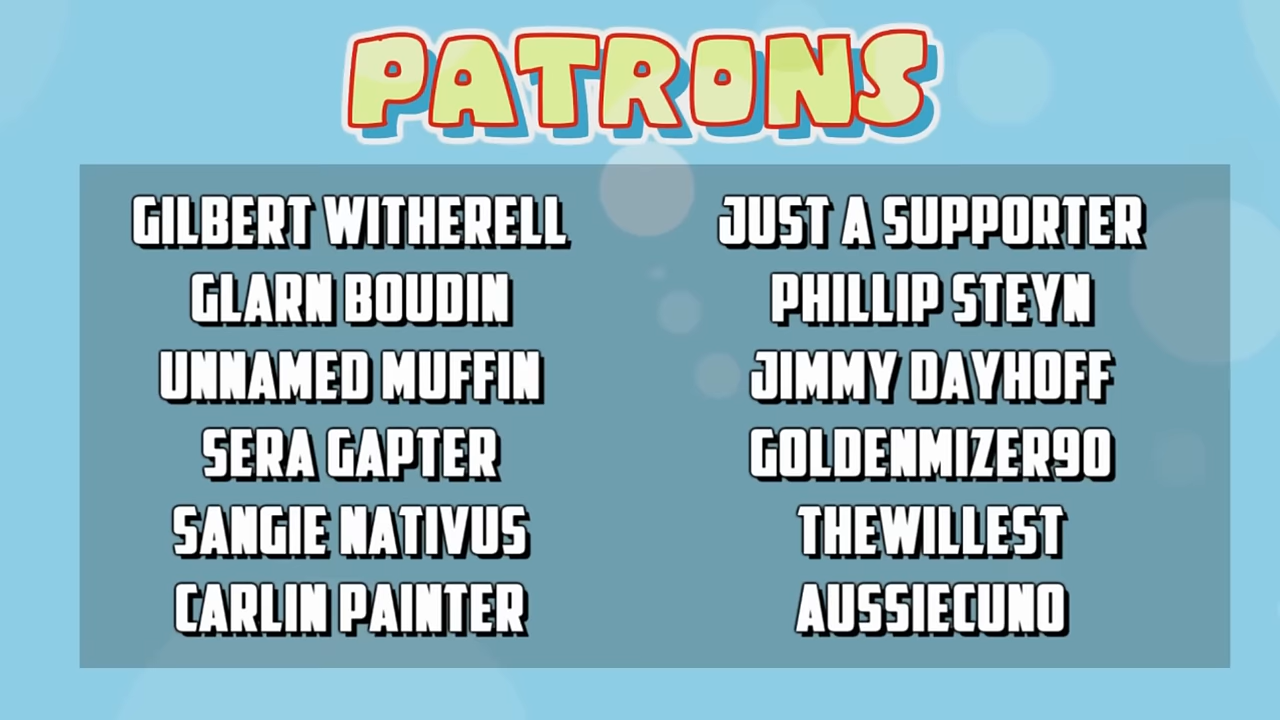 PATRONS
GILBERT WITHERELL
GLARN BOUDIN
UNNAMED MUFFIN
SERA GAPTER
SANGIE NATIVUS
CARLIN PAINTER
JUST A SUPPORTER
PHILLIP STEYN
JIMMY DAYHOFF
GOLDENMIZER90
THEWILLEST
AUSSIECUNO